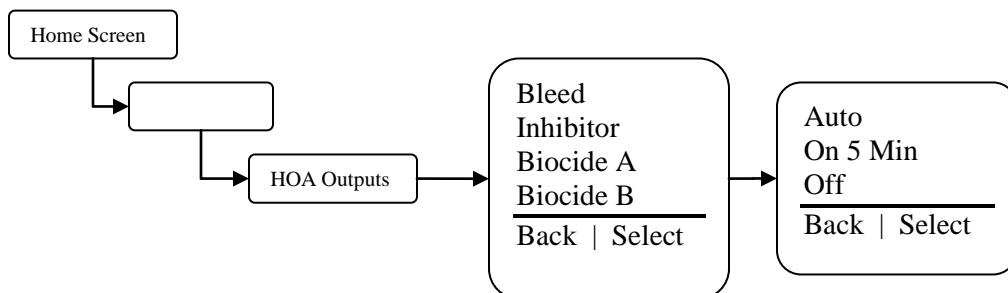 Home Screen
HOA Outputs
Bleed
Inhibitor
Biocide A
Biocide B
Back | Select
Auto
On 5 Min
Off
Back | Select